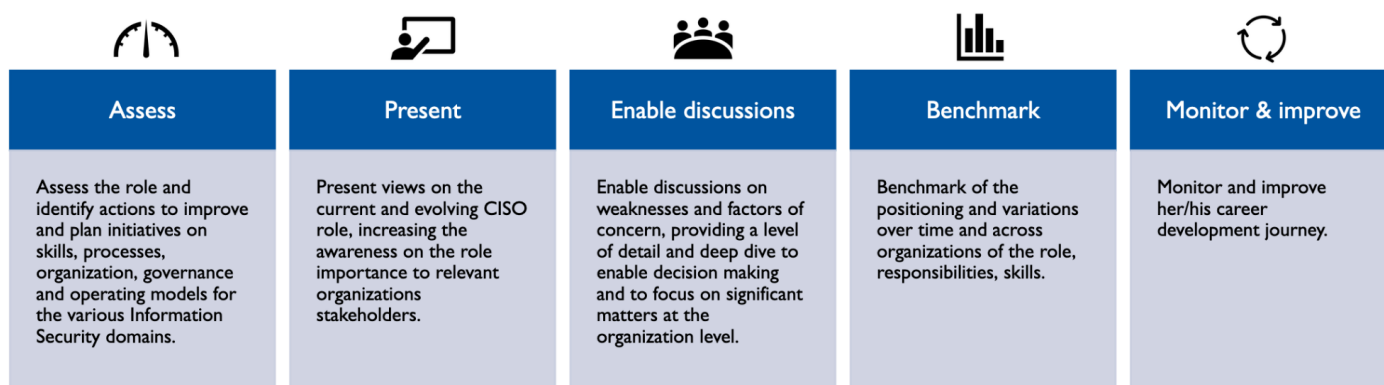 Assess
Assess the role and
identify actions to improve
and plan initiatives on
skills, processes,
organization, governance
and operating models for
the various Information
Security domains.
Present
Present views on the
current and evolving CISO
role, increasing the
awareness on the role
importance to relevant
organizations
stakeholders.
Enable discussions
Enable discussions on
weaknesses and factors of
concern, providing a level
of detail and deep dive to
enable decision making
and to focus on significant
matters at the
organization level.
Benchmark
Benchmark of the
positioning and variations
over time and across
organizations of the role,
responsibilities, skills.
Monitor & improve
Monitor and improve
her/his career
development journey.